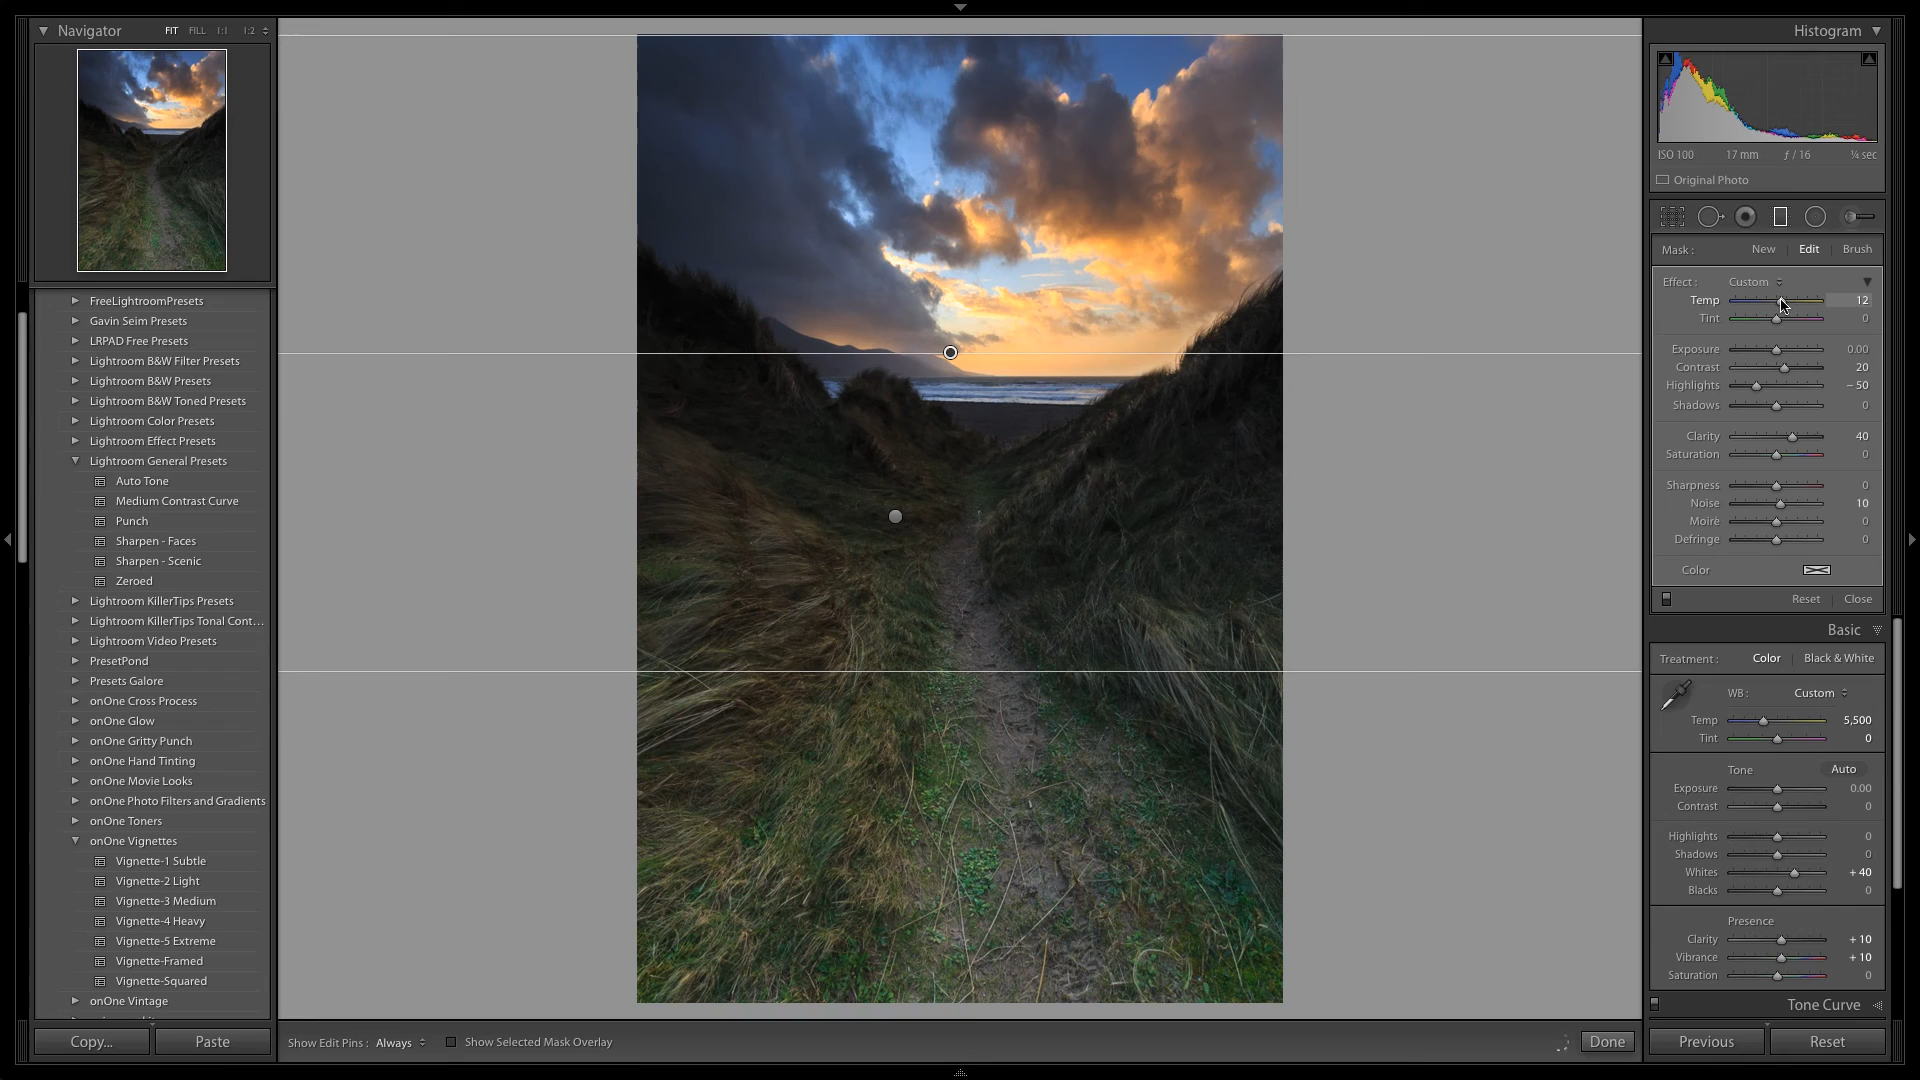 Navigator FIT FILL 1:1 1:2
FreeLightroomPresets
Gavin Seim Presets
LRPAD Free Presets
Lightroom B&W Filter Presets
Lightroom B&W Presets
Lightroom B&W Toned Presets
Lightroom Color Presets
Lightroom Effect Presets
Lightroom General Presets
Auto Tone
Medium Contrast Curve
Punch
Sharpen - Faces
Sharpen - Scenic
Zeroed
Lightroom KillerTips Presets
Lightroom KillerTips Tonal Cont...
Lightroom Video Presets
PresetPond
Presets Galore
onOne Cross Process
onOne Glow
onOne Gritty Punch
onOne Hand Tinting
onOne Movie Looks
onOne Photo Filters and Gradients
onOne Toners
onOne Vignettes
Vignette-1 Subtle
Vignette-2 Light
Vignette-3 Medium
Vignette-4 Heavy
Vignette-5 Extreme
Vignette-Framed
Vignette-Squared
onOne Vintage
Copy... Paste
Show Edit Pins : Always Show Selected Mask Overlay Done
Histogram
ISO 100 17 mm ƒ / 16 ¼ sec
Original Photo
Mask : New Edit Brush
Effect : Custom
Temp 12
Tint 0
Exposure 0.00
Contrast 20
Highlights – 50
Shadows 0
Clarity 40
Saturation 0
Sharpness 0
Noise 10
Moiré 0
Defringe 0
Color
Reset Close
Basic
Treatment : Color Black & White
WB : Custom
Temp 5,500
Tint 0
Tone Auto
Exposure 0.00
Contrast 0
Highlights 0
Shadows 0
Whites + 40
Blacks 0
Presence
Clarity + 10
Vibrance + 10
Saturation 0
Tone Curve
Previous Reset